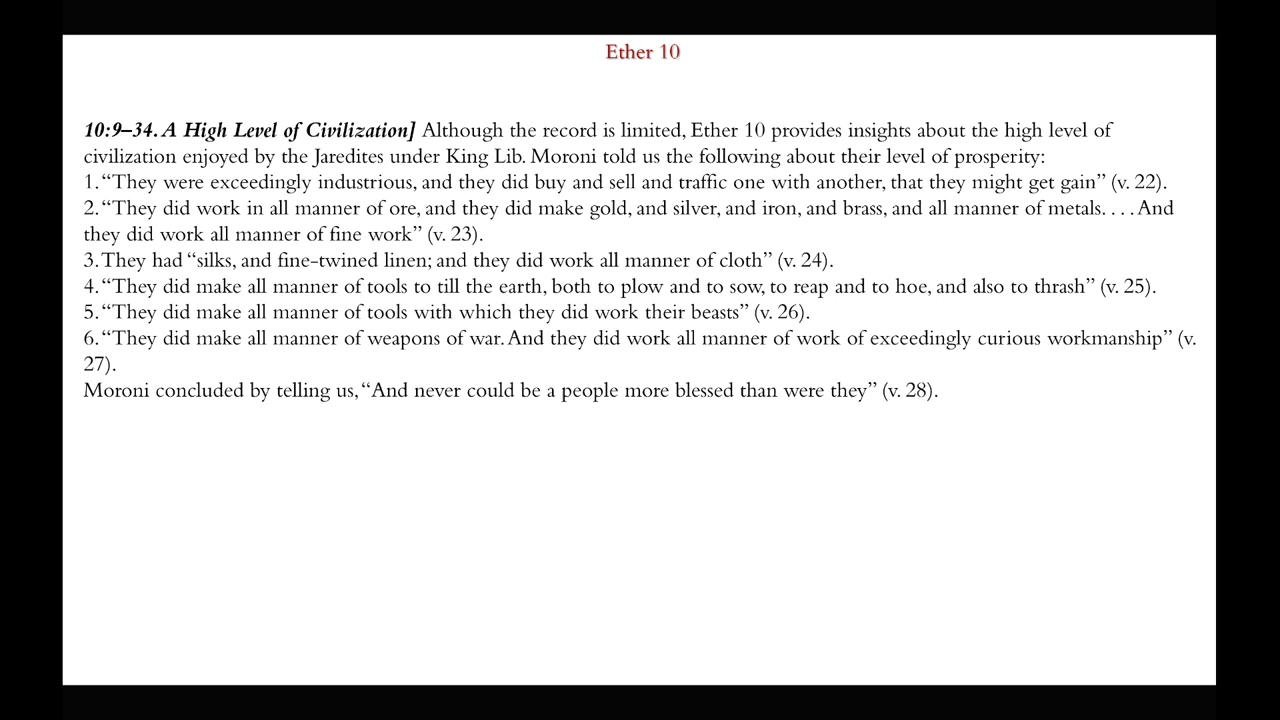 Ether 10
10:9–34. A High Level of Civilization] Although the record is limited, Ether 10 provides insights about the high level of
civilization enjoyed by the Jaredites under King Lib. Moroni told us the following about their level of prosperity:
1. “They were exceedingly industrious, and they did buy and sell and traffic one with another, that they might get gain” (v. 22).
2. “They did work in all manner of ore, and they did make gold, and silver, and iron, and brass, and all manner of metals. . . . And
they did work all manner of fine work” (v. 23).
3. They had “silks, and fine-twined linen; and they did work all manner of cloth” (v. 24).
4. “They did make all manner of tools to till the earth, both to plow and to sow, to reap and to hoe, and also to thrash” (v. 25).
5. “They did make all manner of tools with which they did work their beasts” (v. 26).
6. “They did make all manner of weapons of war. And they did work all manner of work of exceedingly curious workmanship” (v.
27).
Moroni concluded by telling us, “And never could be a people more blessed than were they” (v. 28).